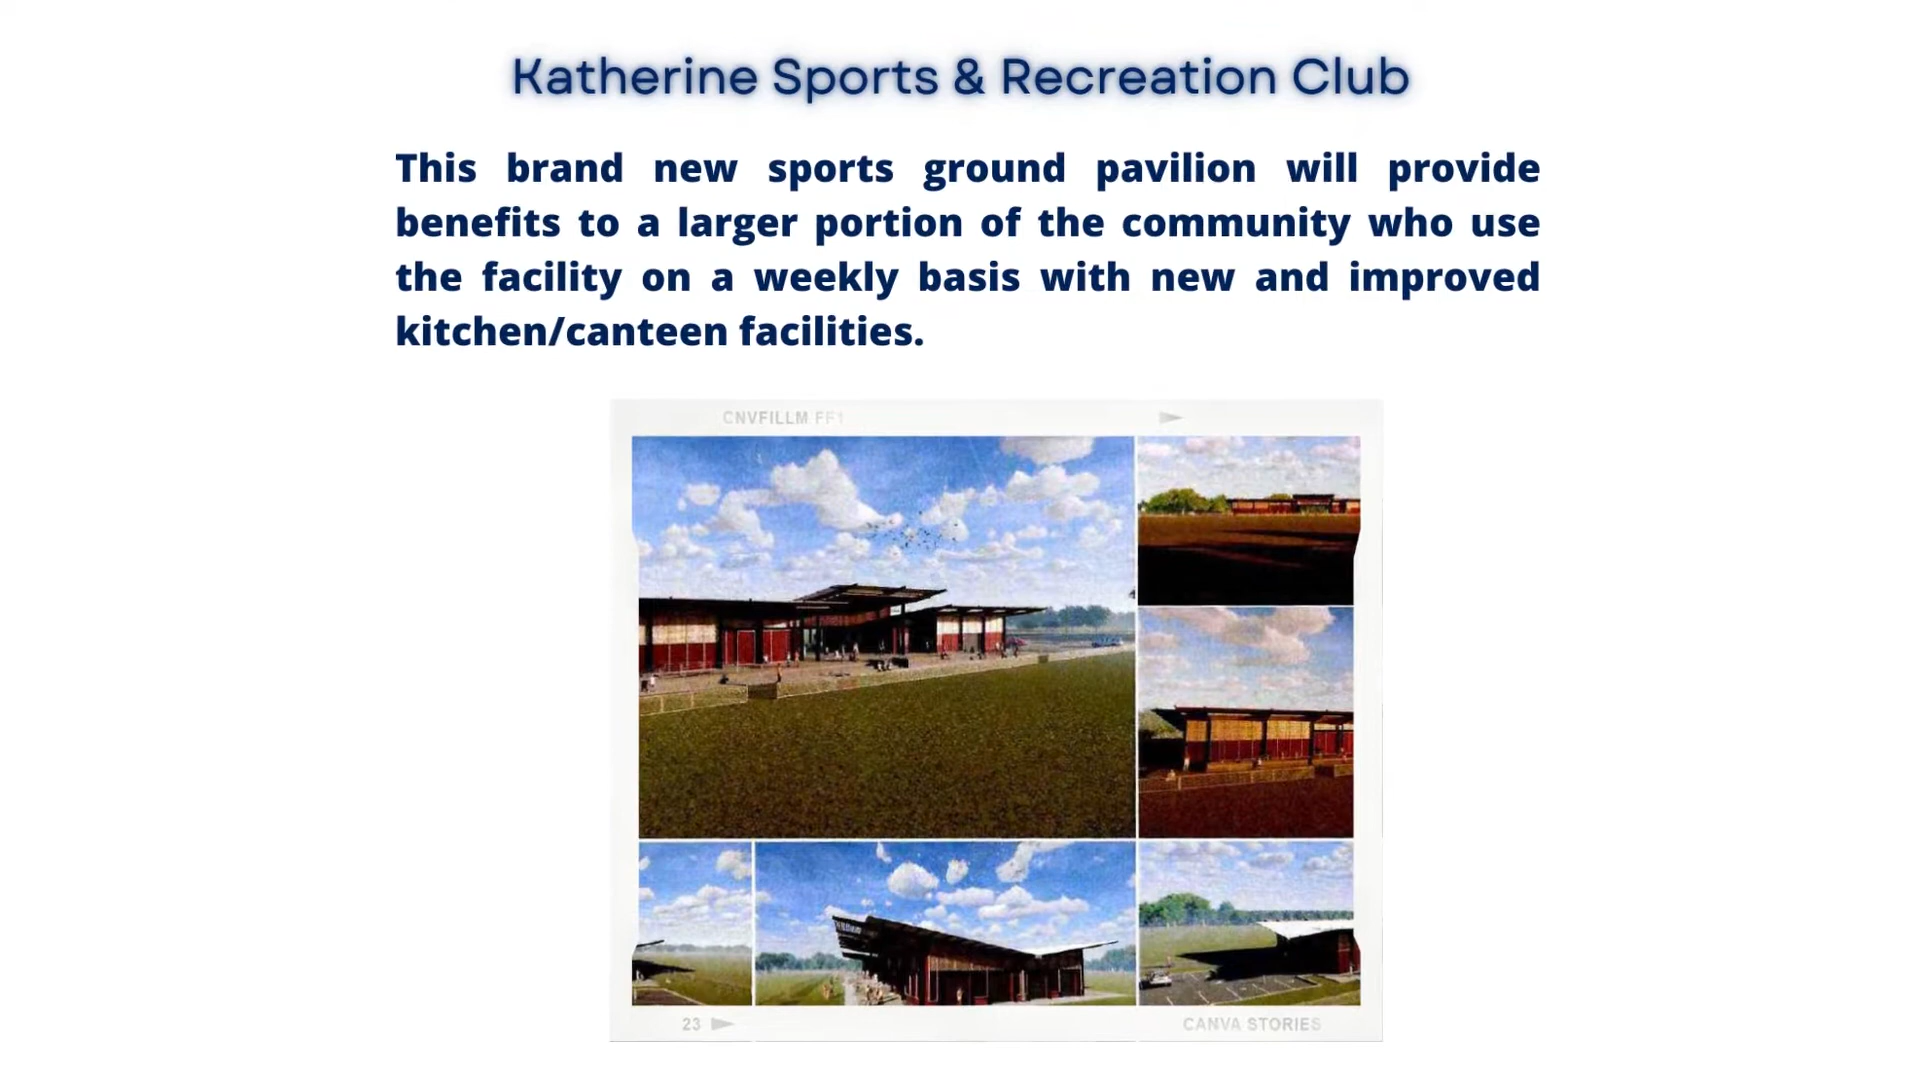 Katherine Sports & Recreation Club
This brand new sports ground pavilion will provide
benefits to a larger portion of the community who use
the facility on a weekly basis with new and improved
kitchen/canteen facilities.
CNVFILLM FF1
23
CANVA STORIES